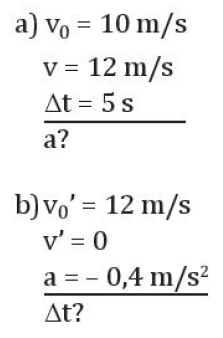 a) v₀ = 10 m/s
v = 12 m/s
Δt = 5 s
a?
b) v₀' = 12 m/s
v' = 0
a = – 0,4 m/s²
Δt?